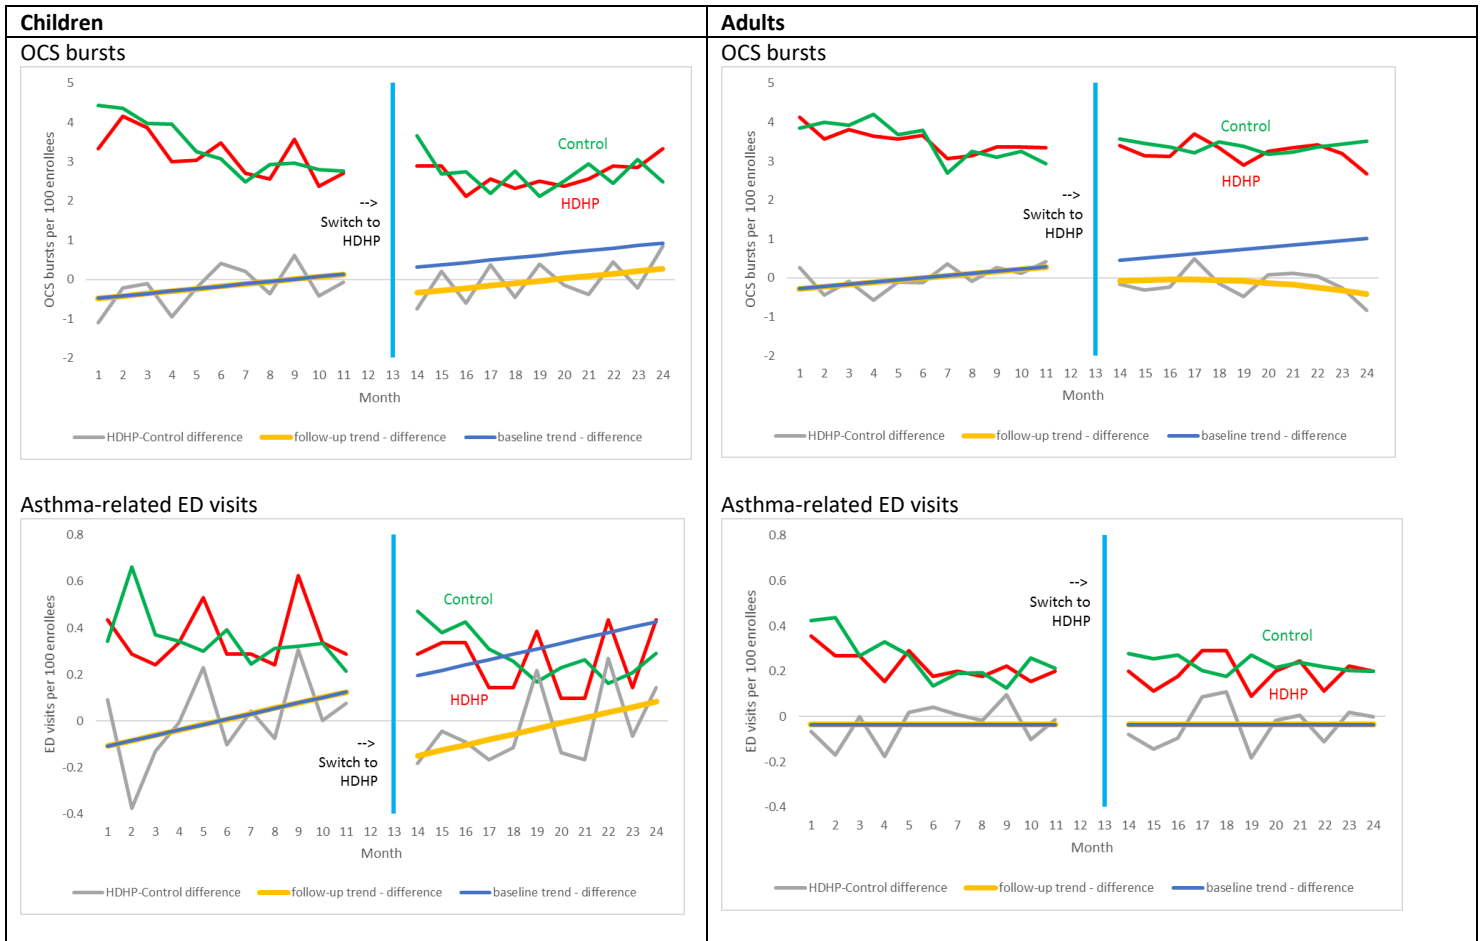 Children
Adults
OCS bursts
5
4
3
2
1
0
-1
-2
OCS bursts per 100 enrollees
Control
HDHP
-->
Switch to
HDHP
1 2 3 4 5 6 7 8 9 10 11 12 13 14 15 16 17 18 19 20 21 22 23 24
Month
HDHP-Control difference follow-up trend - difference baseline trend - difference
OCS bursts
5
4
3
2
1
0
-1
-2
OCS bursts per 100 enrollees
Control
HDHP
-->
Switch to
HDHP
1 2 3 4 5 6 7 8 9 10 11 12 13 14 15 16 17 18 19 20 21 22 23 24
Month
HDHP-Control difference follow-up trend - difference baseline trend - difference
Asthma-related ED visits
0.8
0.6
0.4
0.2
0
-0.2
-0.4
ED visits per 100 enrollees
Control
HDHP
-->
Switch to
HDHP
1 2 3 4 5 6 7 8 9 10 11 12 13 14 15 16 17 18 19 20 21 22 23 24
Month
HDHP-Control difference follow-up trend - difference baseline trend - difference
Asthma-related ED visits
0.8
0.6
0.4
0.2
0
-0.2
-0.4
ED visits per 100 enrollees
-->
Switch to
HDHP
Control
HDHP
1 2 3 4 5 6 7 8 9 10 11 12 13 14 15 16 17 18 19 20 21 22 23 24
Month
HDHP-Control difference follow-up trend - difference baseline trend - difference